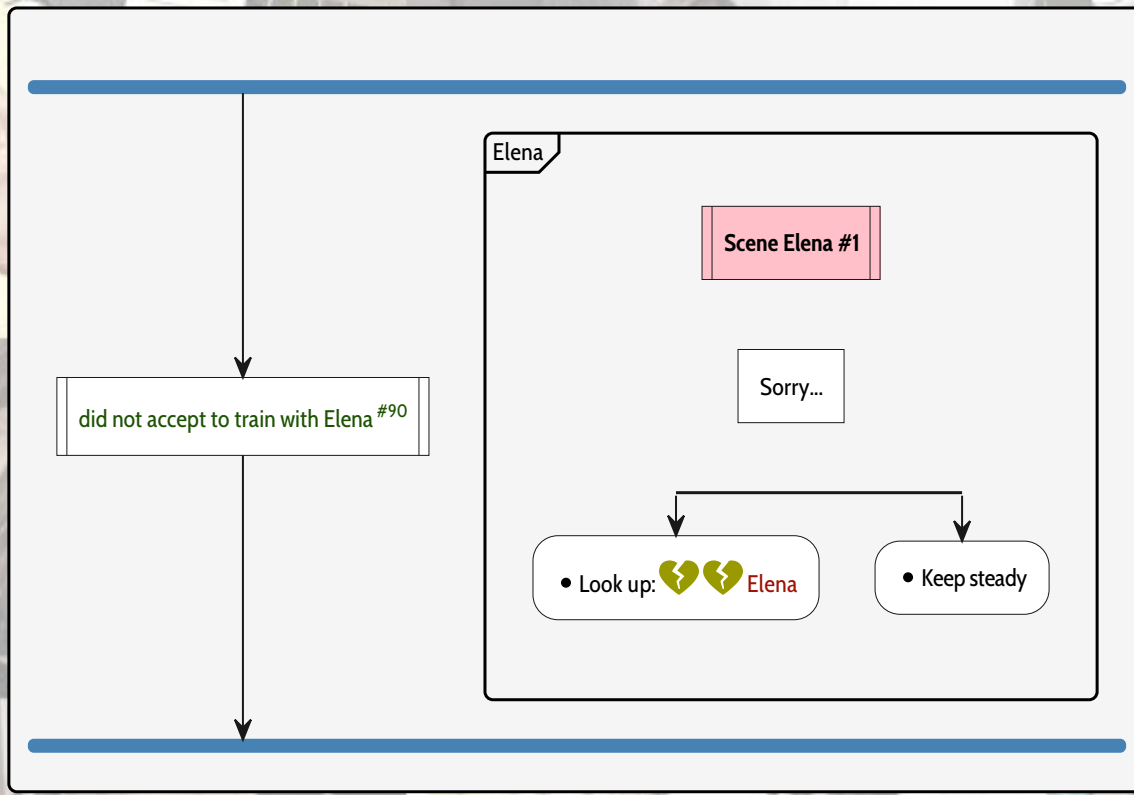 Elena
Scene Elena #1
did not accept to train with Elena #90
Sorry...
• Look up: Elena
• Keep steady